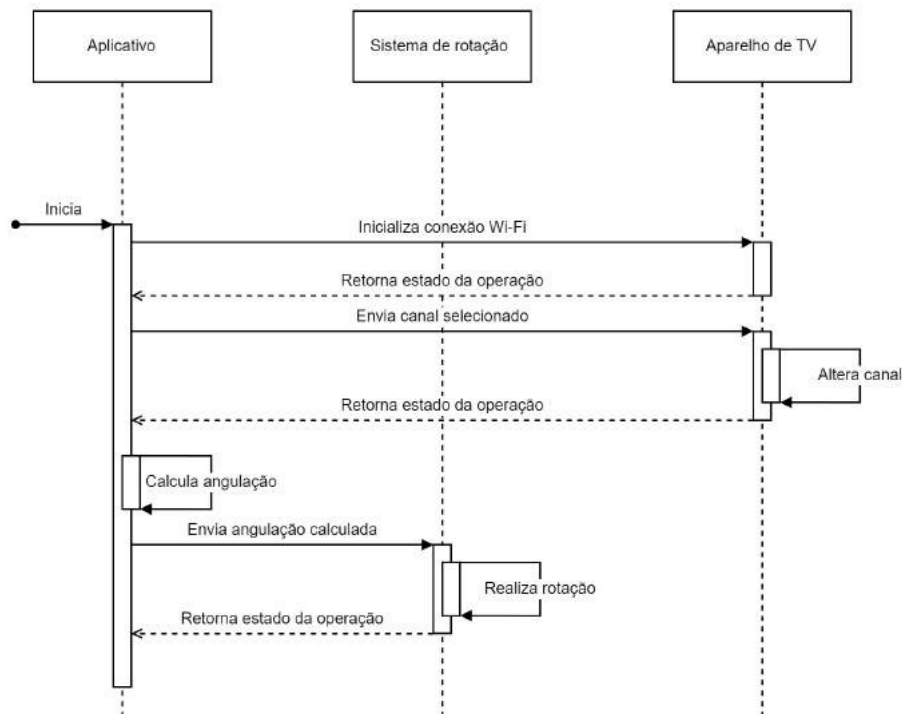 Aplicativo
Sistema de rotação
Aparelho de TV
Inicia
Inicializa conexão Wi-Fi
Retorna estado da operação
Envia canal selecionado
Altera canal
Retorna estado da operação
Calcula angulação
Envia angulação calculada
Realiza rotação
Retorna estado da operação